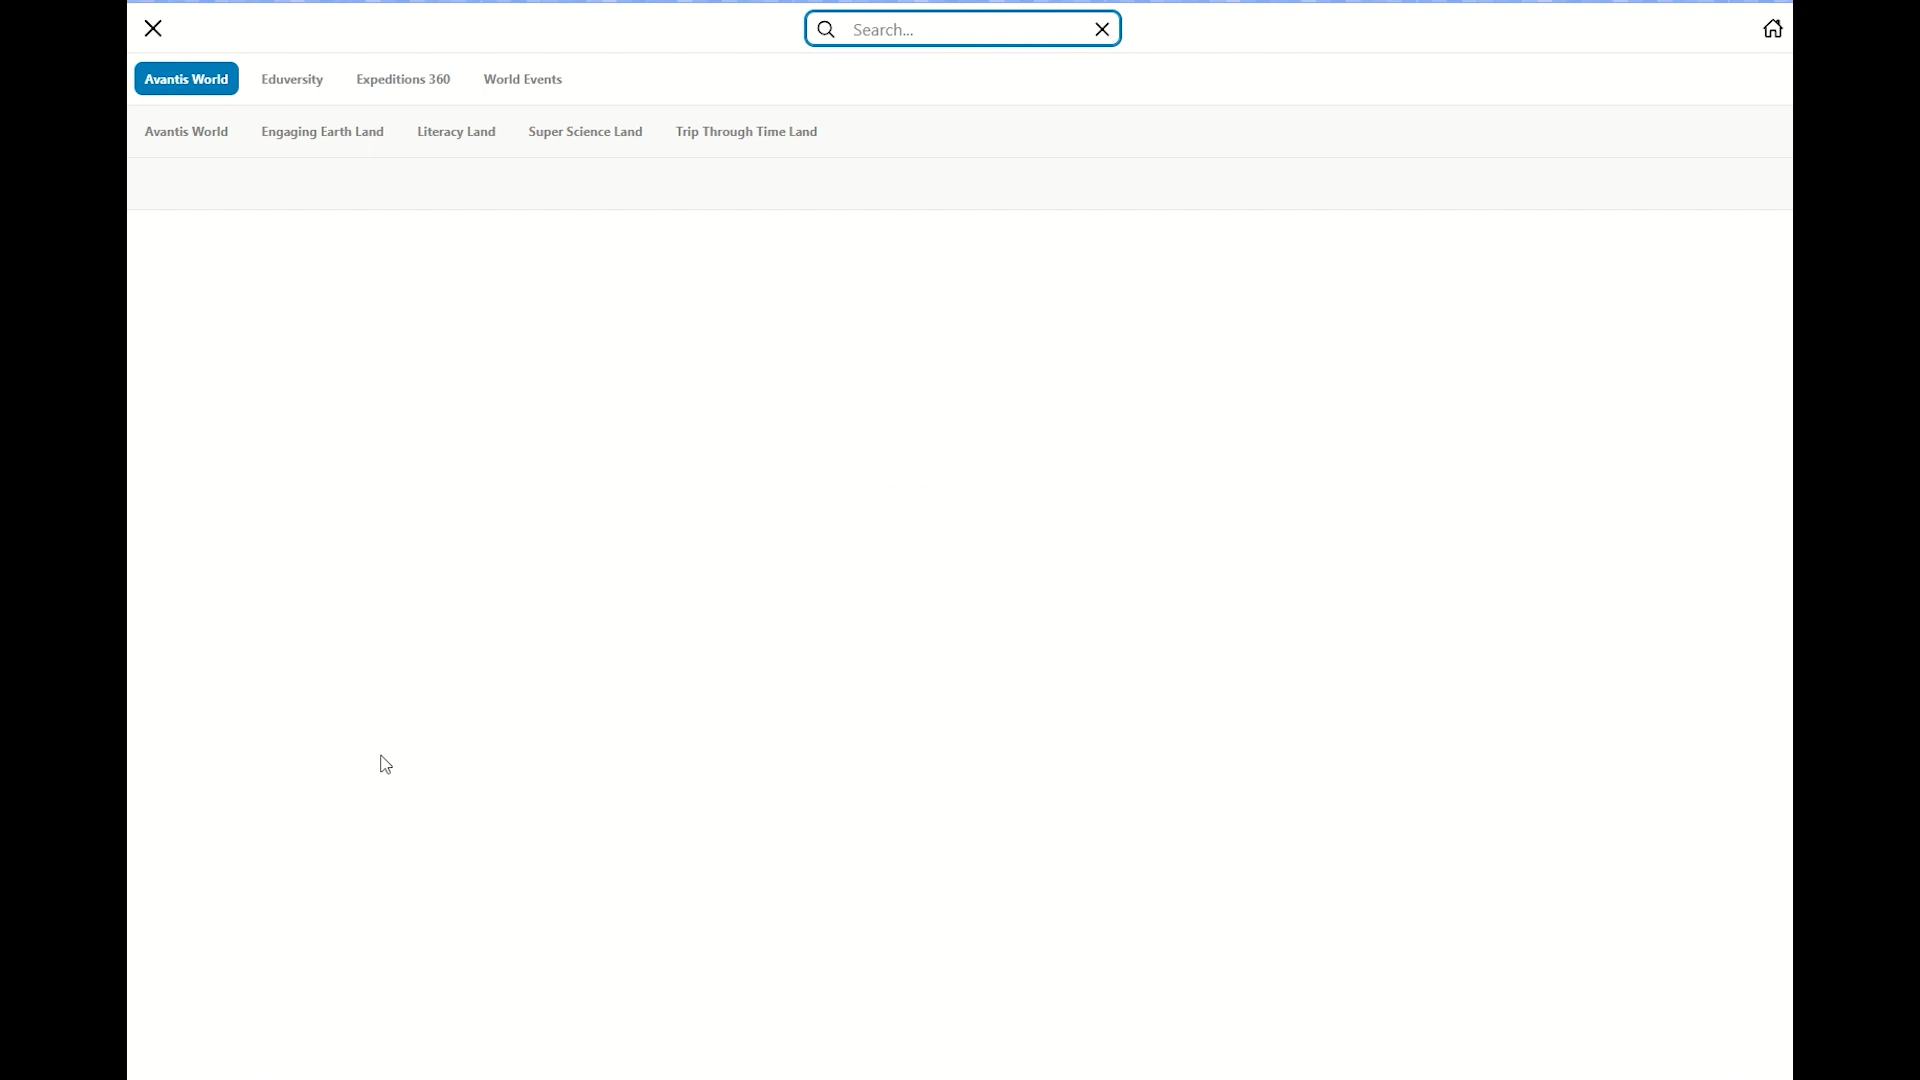 Search...
Avantis World Eduversity Expeditions 360 World Events
Avantis World Engaging Earth Land Literacy Land Super Science Land Trip Through Time Land